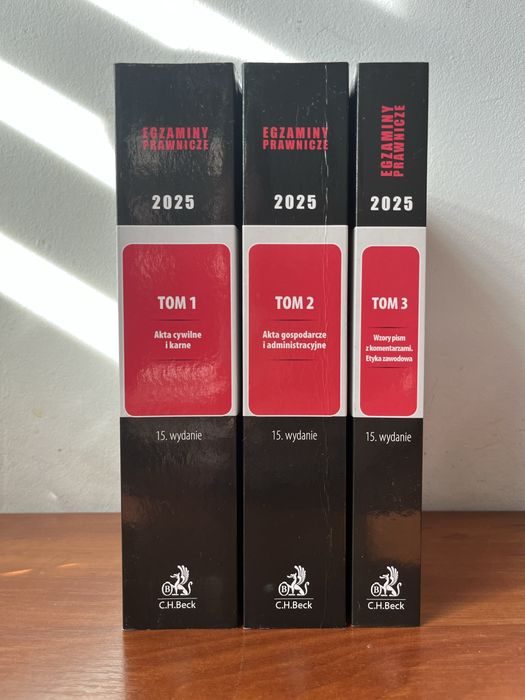 EGZAMINY
PRAWNICZE
2025
TOM 1
Akta cywilne
i karne
15. wydanie
B
C.H.Beck
EGZAMINY
PRAWNICZE
2025
TOM 2
Akta gospodarcze
i administracyjne
15. wydanie
B
C.H.Beck
EGZAMINY
PRAWNICZE
2025
TOM 3
Wzory pism
z komentarzami.
Etyka zawodowa
15. wydanie
B
C.H.Beck